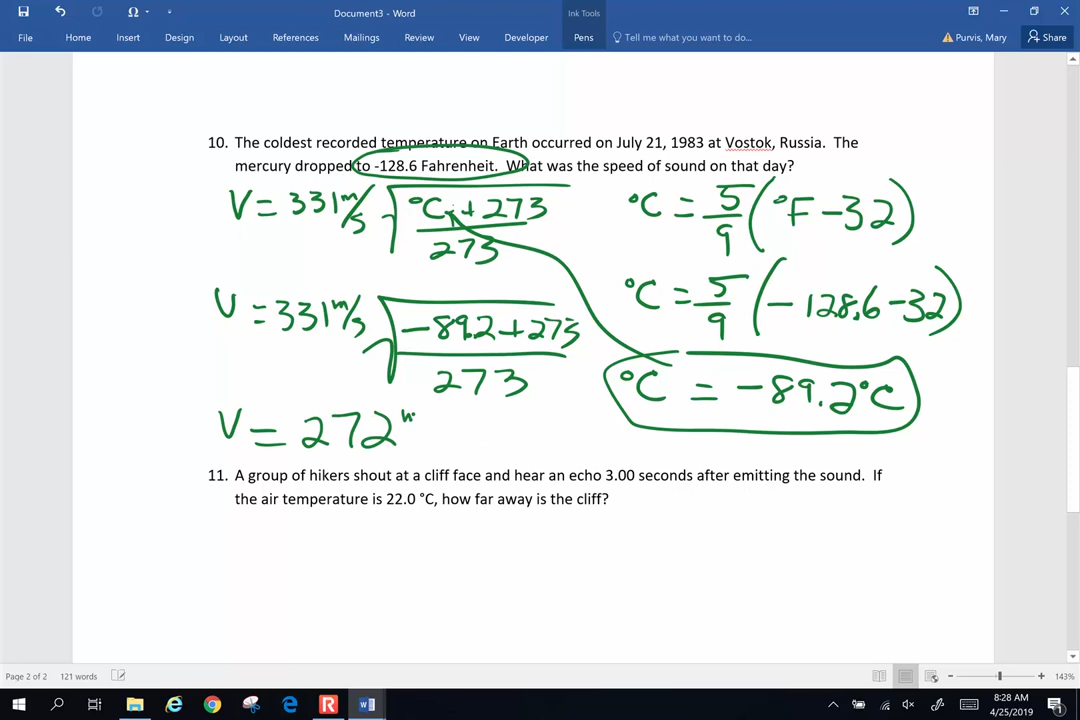 Document3 - Word
Ink Tools
File Home Insert Design Layout References Mailings Review View Developer Pens Tell me what you want to do... Purvis, Mary Share
10. The coldest recorded temperature on Earth occurred on July 21, 1983 at Vostok, Russia. The
mercury dropped to -128.6 Fahrenheit. What was the speed of sound on that day?
V = 331 m/s √((°C + 273)/273)
°C = 5/9 (°F - 32)
V = 331 m/s √((-89.2 + 273)/273)
°C = 5/9 (-128.6 - 32)
°C = -89.2°C
V = 272
11. A group of hikers shout at a cliff face and hear an echo 3.00 seconds after emitting the sound. If
the air temperature is 22.0 °C, how far away is the cliff?
Page 2 of 2 121 words 143%
8:28 AM
4/25/2019